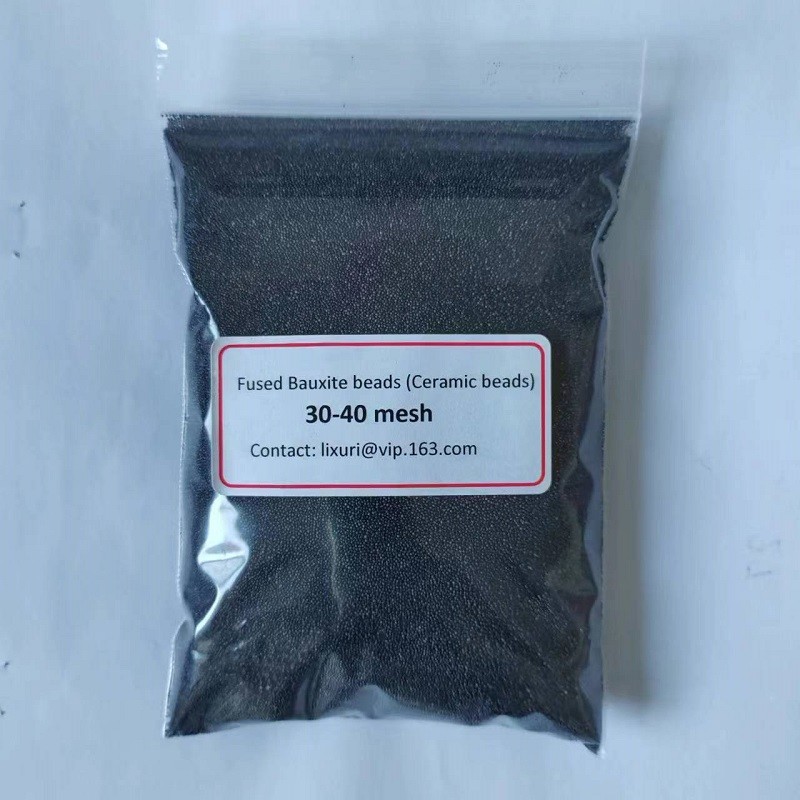 Fused Bauxite beads (Ceramic beads)
30-40 mesh
Contact: lixuri@vip.163.com